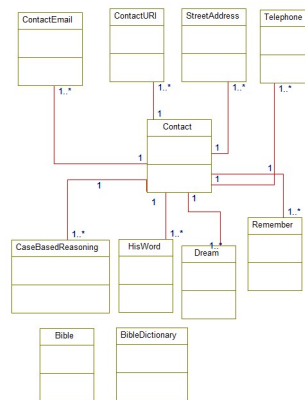 ContactEmail
ContactURI
StreetAddress
Telephone
1..*
1..*
1..*
1..*
1
Contact
1
1
1
1
1
1
1
1
1..*
1..*
1..*
1..*
CaseBasedReasoning
HisWord
Dream
Remember
Bible
BibleDictionary